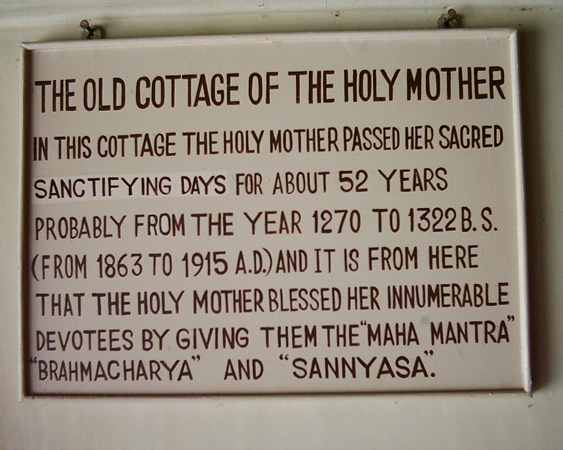 THE OLD COTTAGE OF THE HOLY MOTHER
IN THIS COTTAGE THE HOLY MOTHER PASSED HER SACRED
SANCTIFYING DAYS FOR ABOUT 52 YEARS
PROBABLY FROM THE YEAR 1270 TO 1322 B.S.
(FROM 1863 TO 1915 A.D.) AND IT IS FROM HERE
THAT THE HOLY MOTHER BLESSED HER INNUMERABLE
DEVOTEES BY GIVING THEM THE "MAHA MANTRA"
"BRAHMACHARYA" AND "SANNYASA".